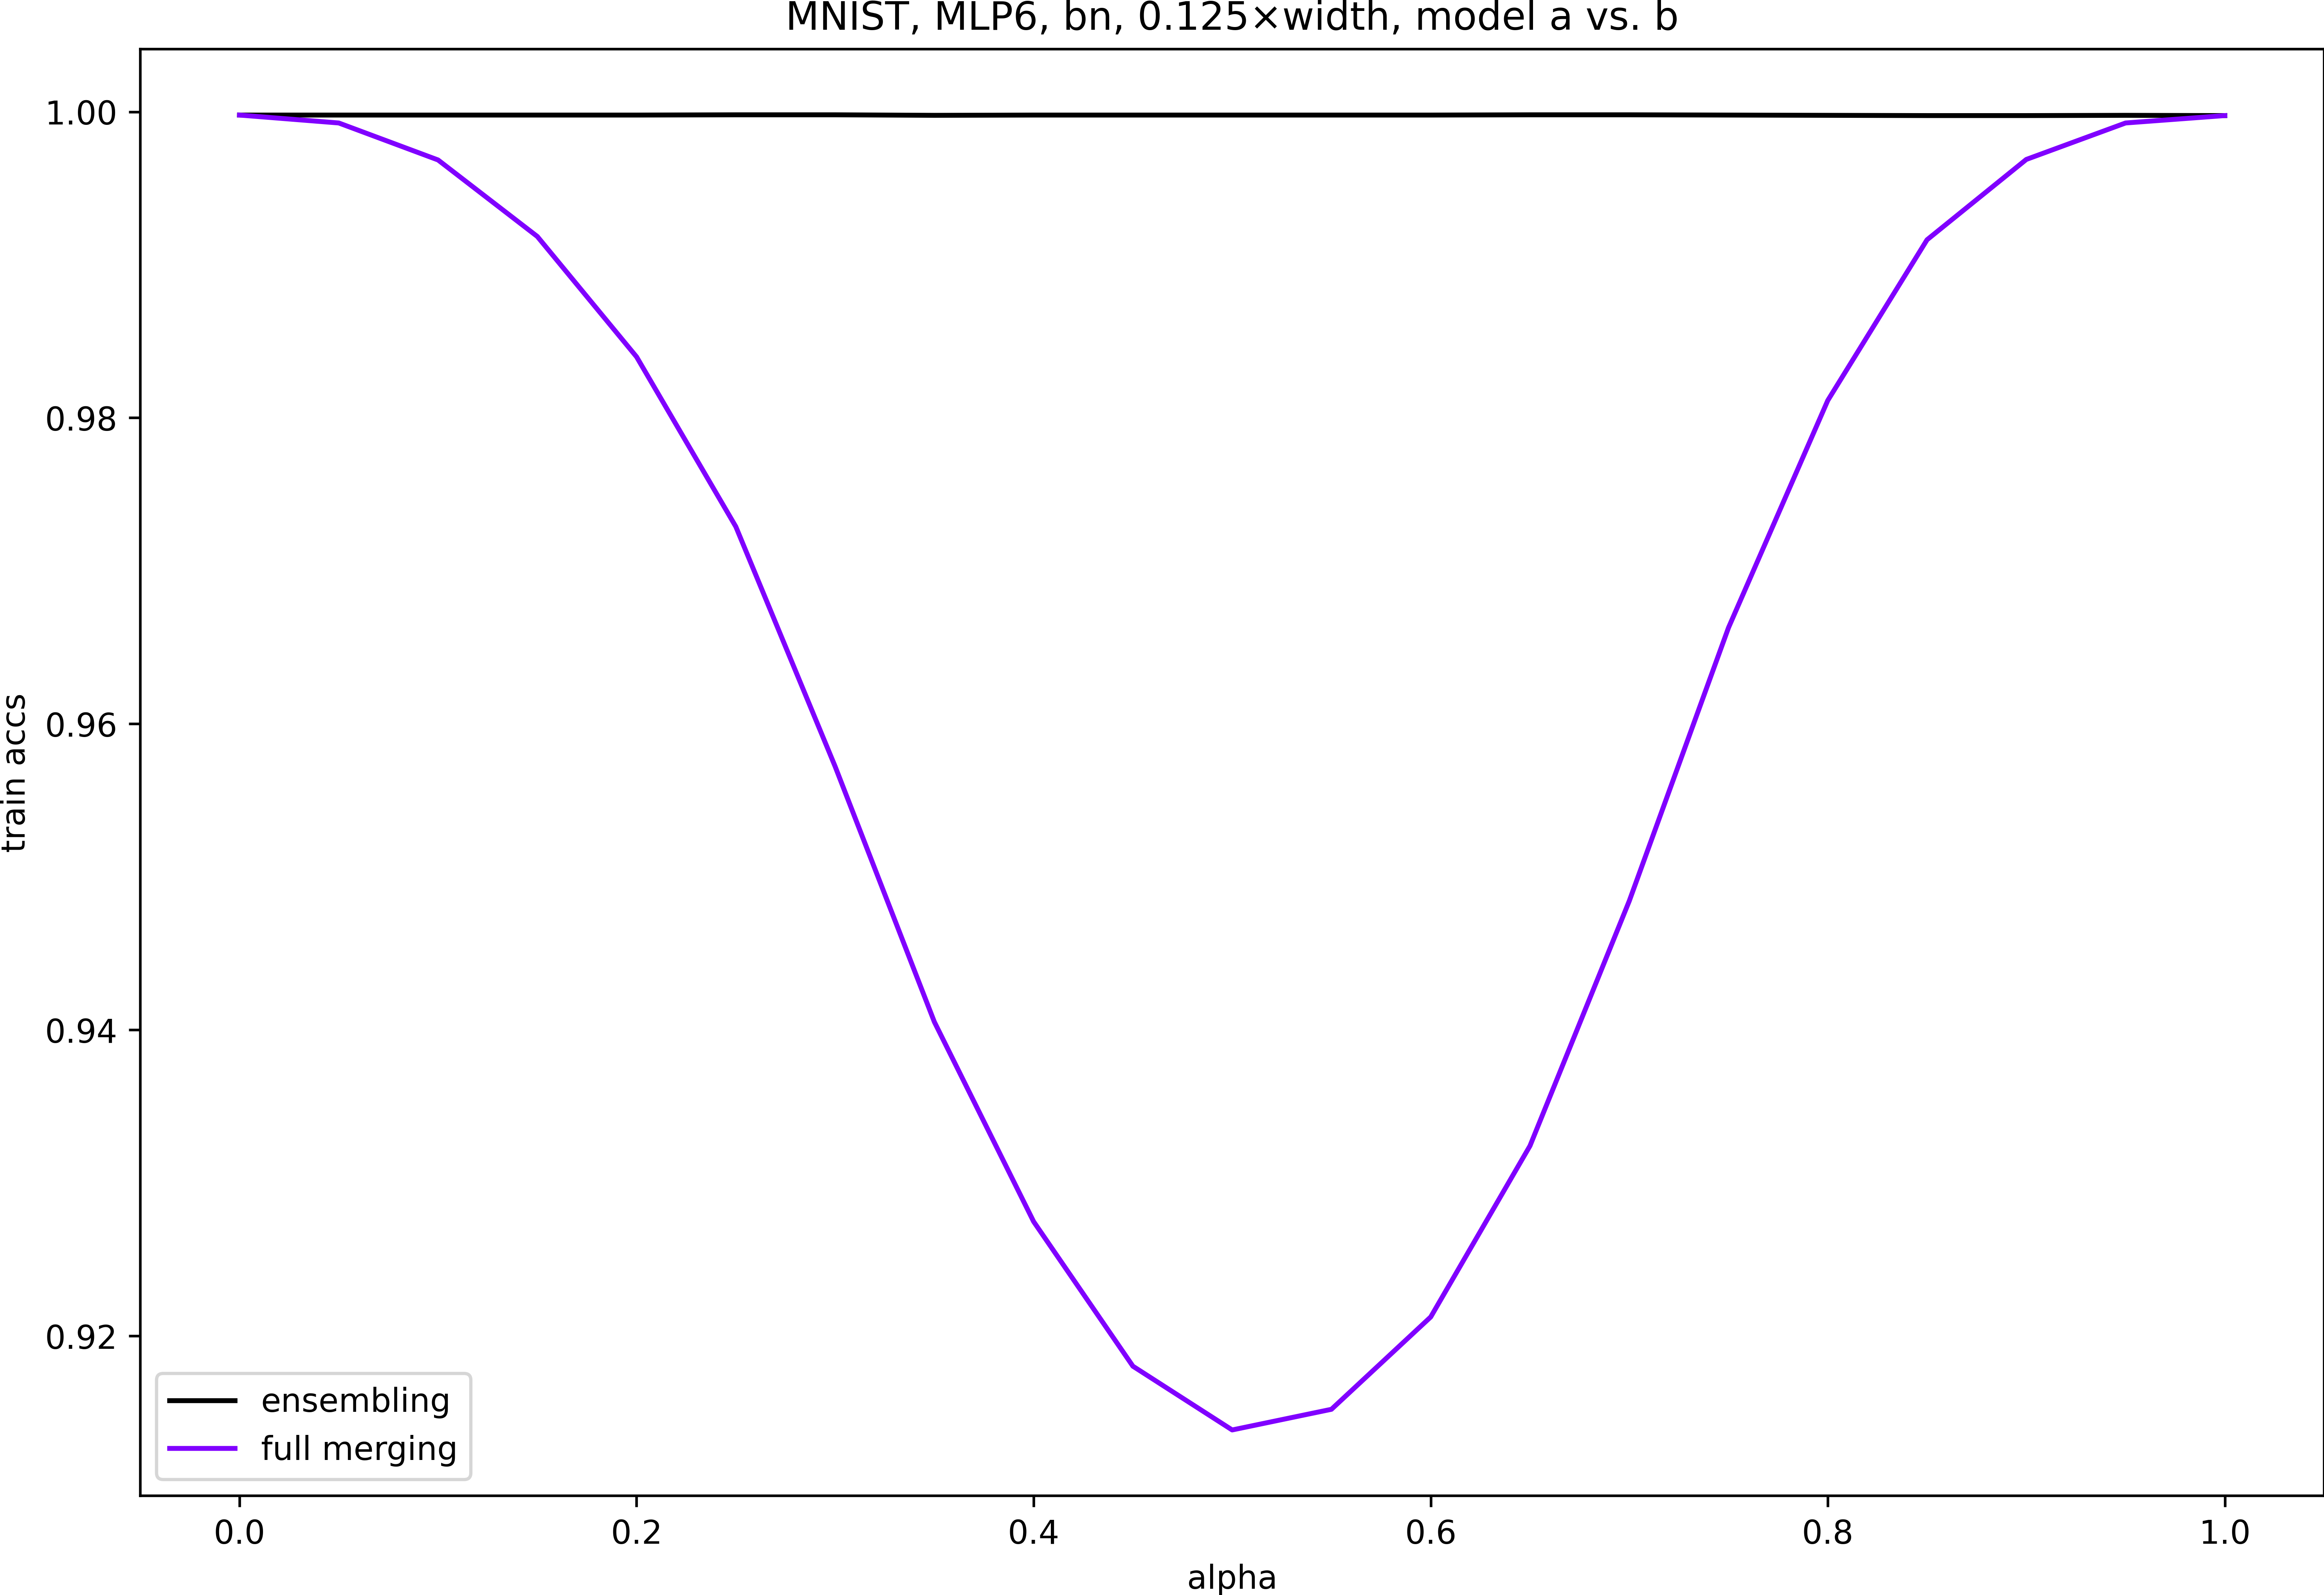 MNIST, MLP6, bn, 0.125×width, model a vs. b
1.00
0.98
0.96
0.94
0.92
train accs
ensembling
full merging
0.0 0.2 0.4 0.6 0.8 1.0
alpha